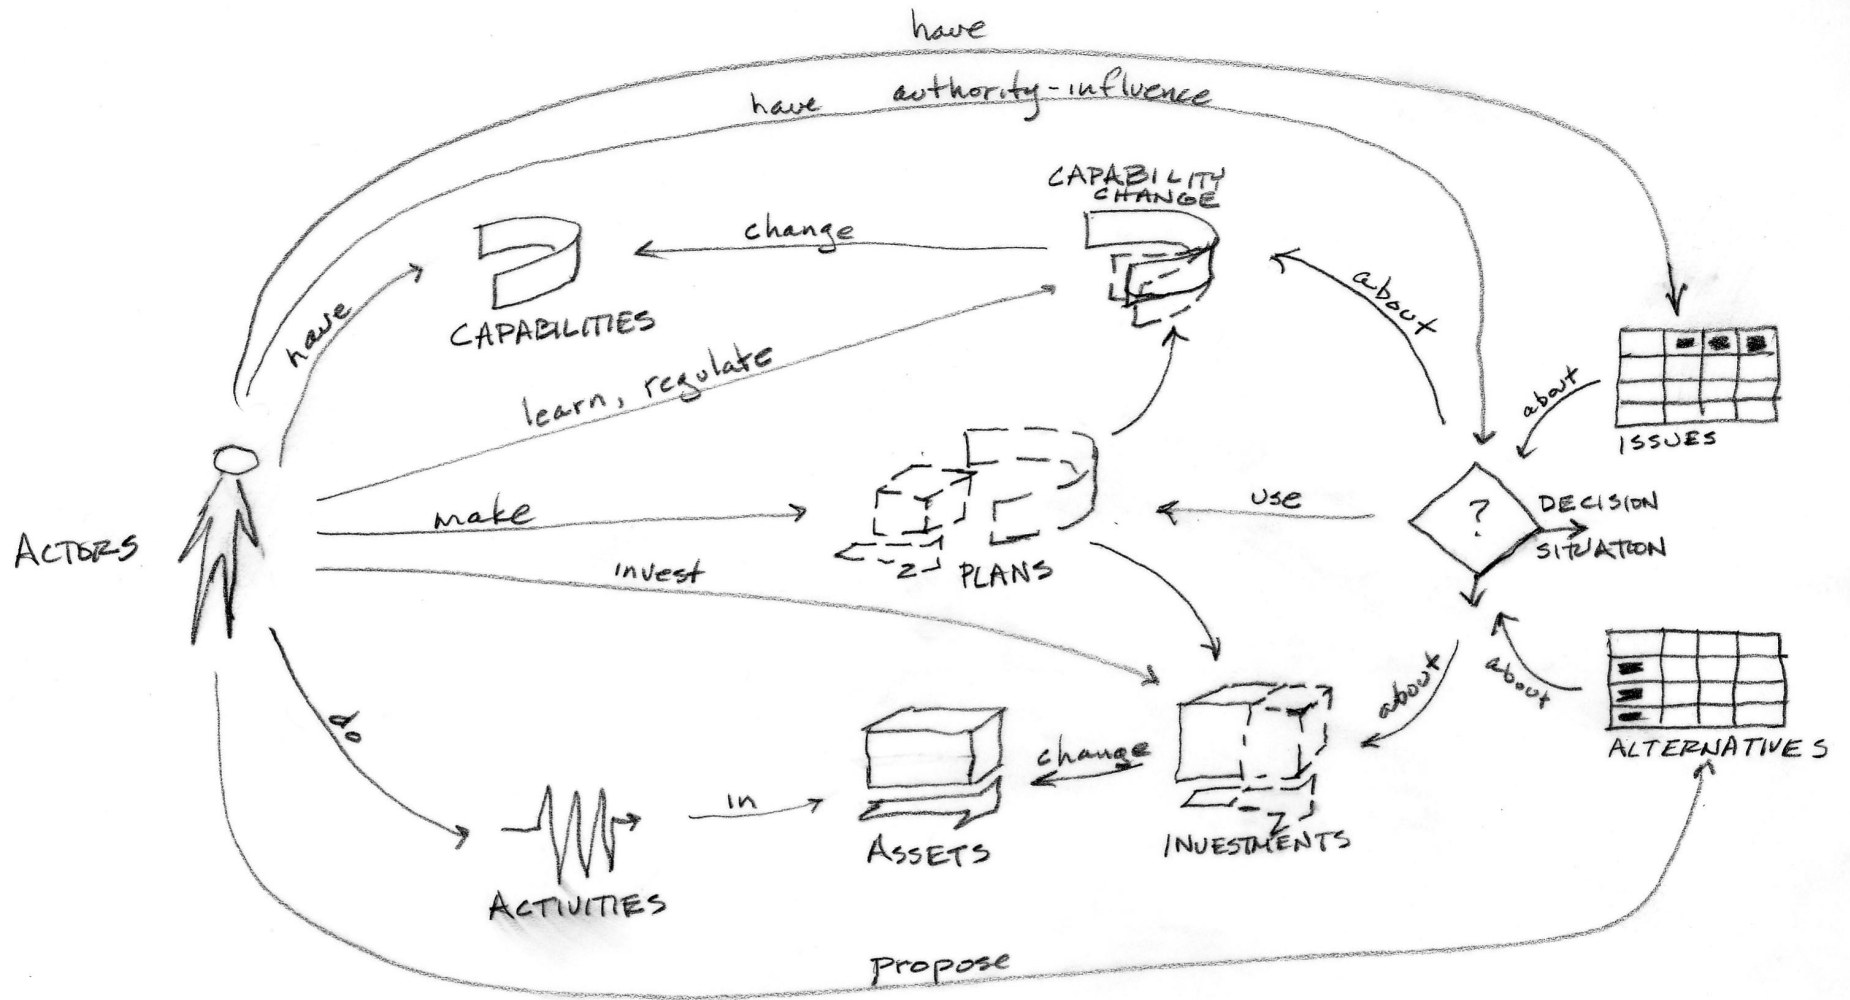 have
have authority-influence
CAPABILITY
CHANGE
change
about
have
CAPABILITIES
learn, regulate
about
ISSUES
make
use
?
DECISION
SITUATION
ACTORS
PLANS
invest
about
about
do
change
ALTERNATIVES
in
ASSETS
INVESTMENTS
ACTIVITIES
propose